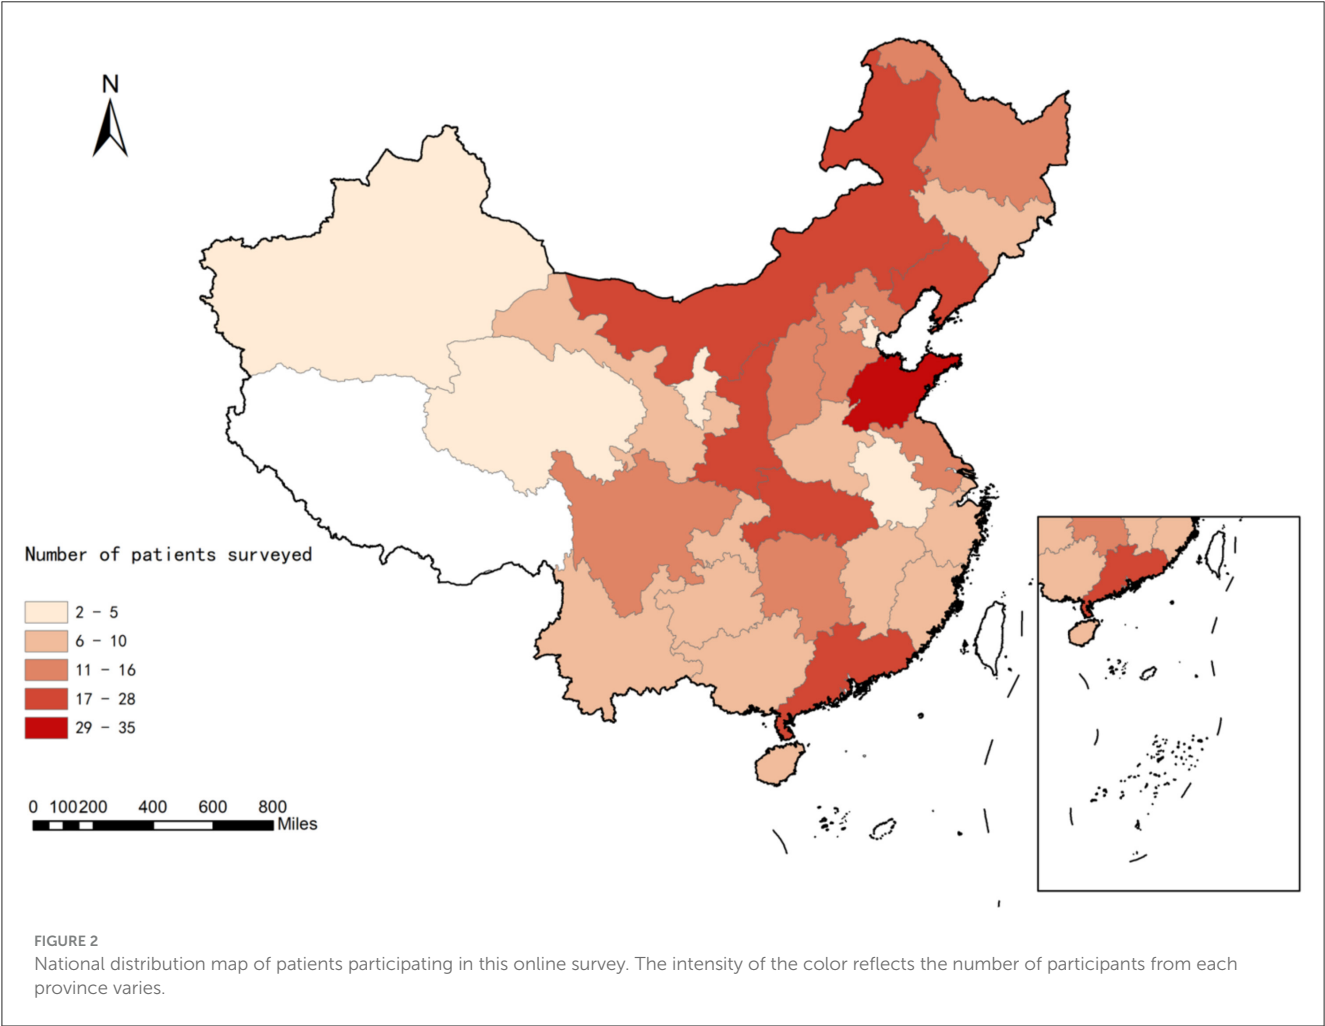 N
Number of patients surveyed
2 - 5
6 - 10
11 - 16
17 - 28
29 - 35
0 100200 400 600 800
Miles
FIGURE 2
National distribution map of patients participating in this online survey. The intensity of the color reflects the number of participants from each
province varies.